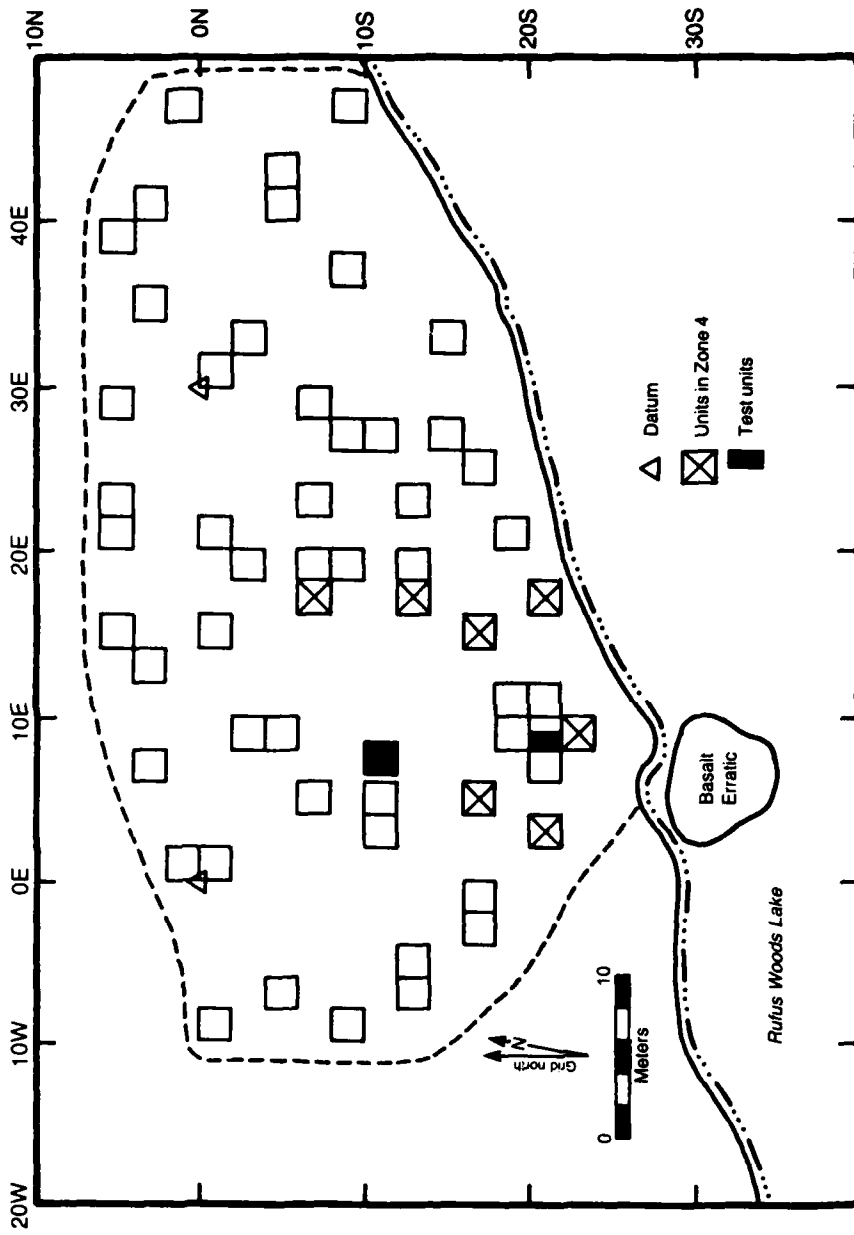 20W
10W
0E
10E
20E
30E
40E
10N
0N
10S
20S
30S
Grid north
N
0
10
Meters
Datum
Units in Zone 4
Test units
Basalt
Erratic
Rufus Woods Lake